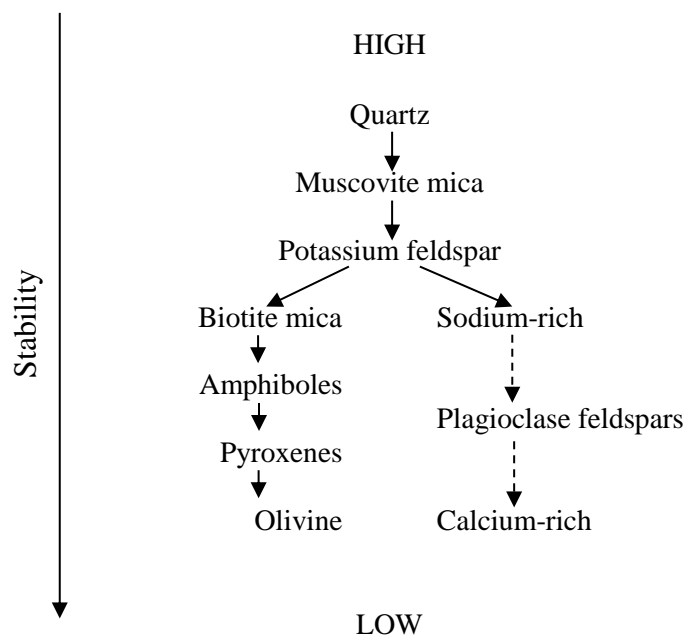 HIGH
Quartz
Muscovite mica
Potassium feldspar
Biotite mica
Sodium-rich
Amphiboles
Plagioclase feldspars
Pyroxenes
Olivine
Calcium-rich
LOW
Stability